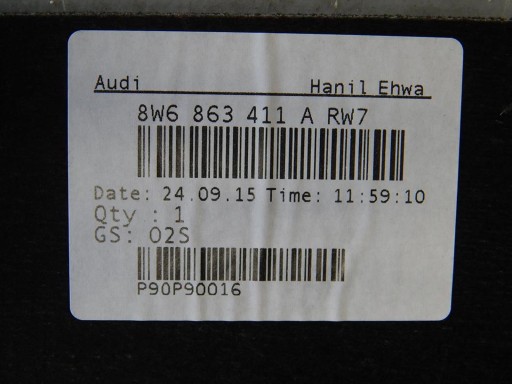 Audi Hanil Ehwa
8W6 863 411 A RW7
Date: 24.09.15 Time: 11:59:10
Qty : 1
GS: 02S
P90P90016